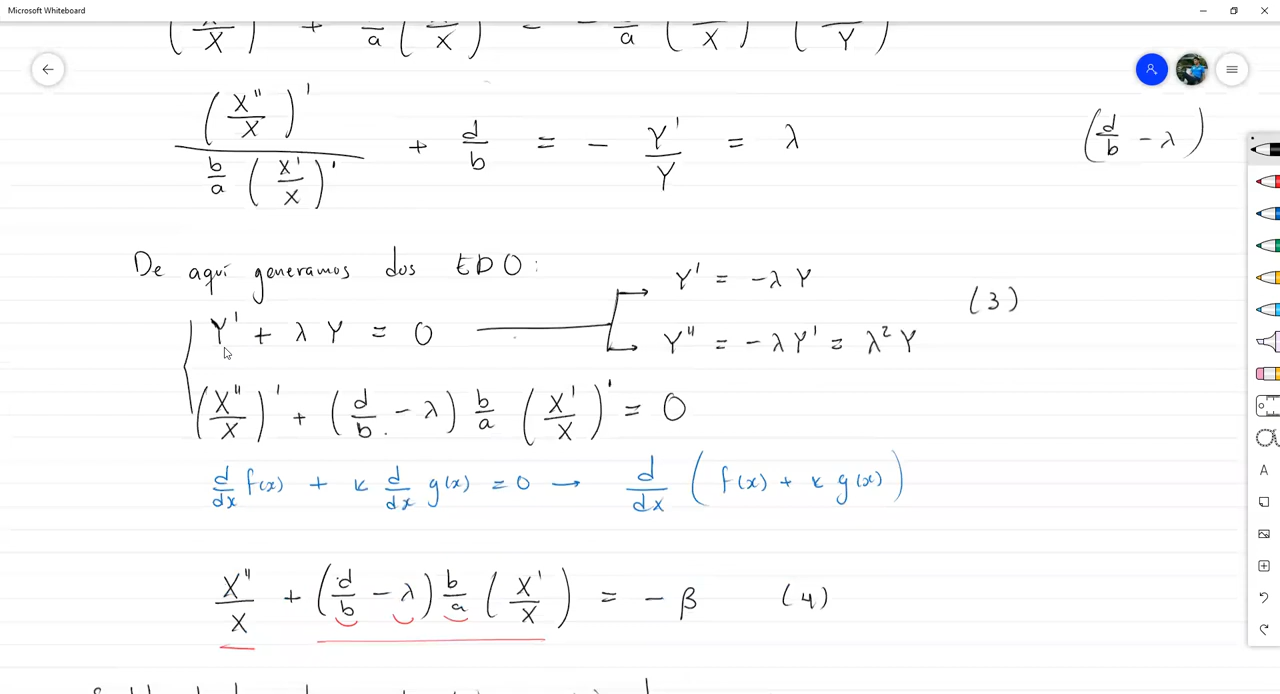 Microsoft Whiteboard
(X''/X)' / (b/a (X'/X)') + d/b = - Y'/Y = λ
(d/b - λ)
De aquí generamos dos EDO:
Y' = -λ Y
(3)
Y' + λ Y = 0
Y'' = -λ Y' = λ² Y
(X''/X)' + (d/b - λ) b/a (X'/X)' = 0
d/dx f(x) + K d/dx g(x) = 0 → d/dx (f(x) + K g(x))
X''/X + (d/b - λ) b/a (X'/X) = - β (4)
A